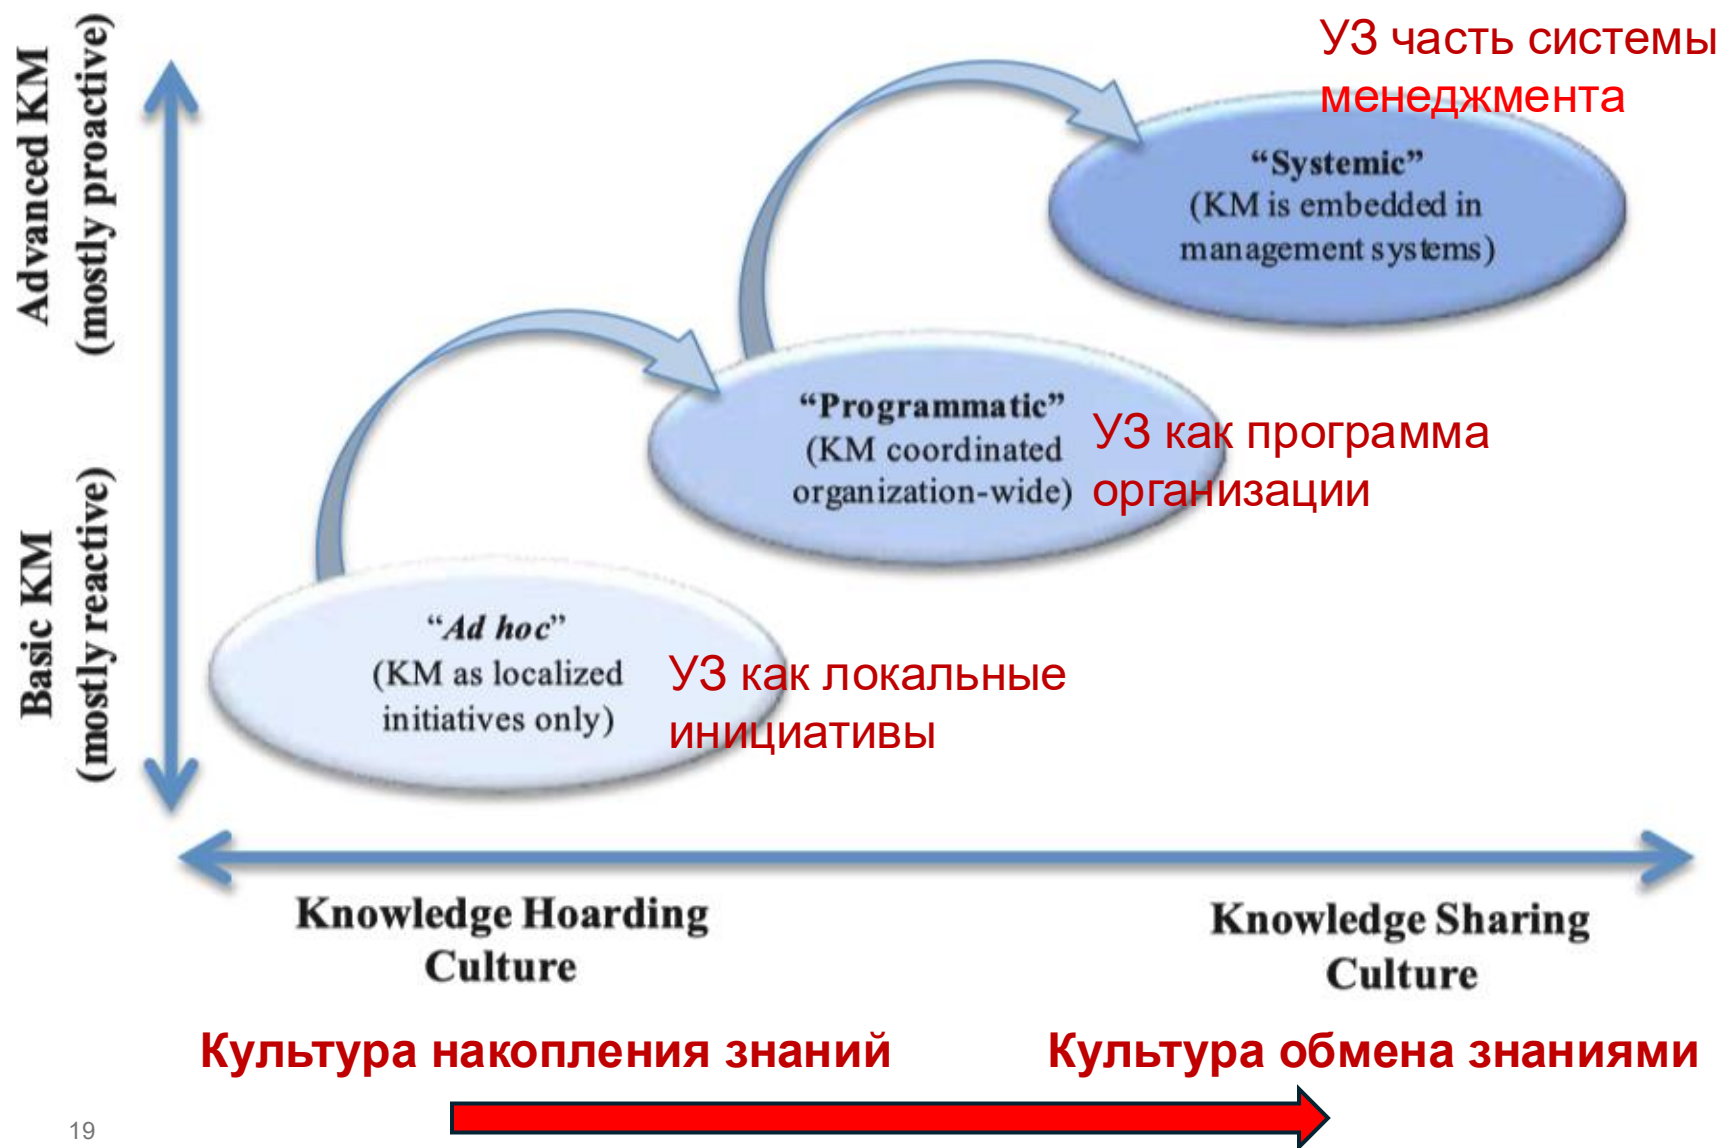 УЗ часть системы
менеджмента
Advanced KM
(mostly proactive)
“Systemic”
(KM is embedded in
management systems)
“Programmatic”
(KM coordinated
organization-wide)
УЗ как программа
организации
Basic KM
(mostly reactive)
“Ad hoc”
(KM as localized
initiatives only)
УЗ как локальные
инициативы
Knowledge Hoarding
Culture
Knowledge Sharing
Culture
Культура накопления знаний
Культура обмена знаниями
19